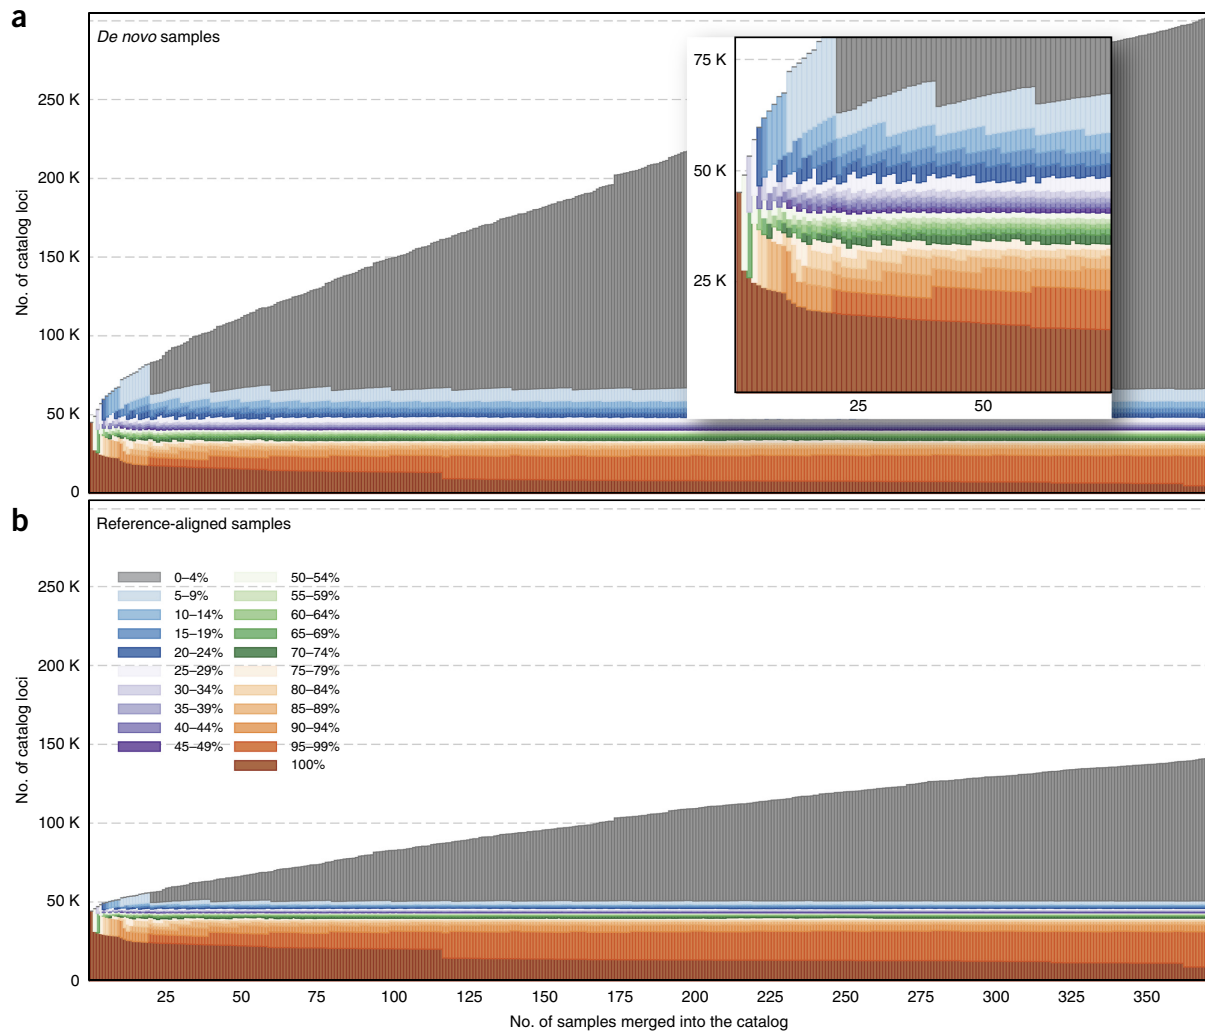 a
De novo samples
No. of catalog loci
250 K
200 K
150 K
100 K
50 K
0
75 K
50 K
25 K
25 50
b
Reference-aligned samples
No. of catalog loci
250 K
200 K
150 K
100 K
50 K
0
0–4% 50–54%
5–9% 55–59%
10–14% 60–64%
15–19% 65–69%
20–24% 70–74%
25–29% 75–79%
30–34% 80–84%
35–39% 85–89%
40–44% 90–94%
45–49% 95–99%
100%
25 50 75 100 125 150 175 200 225 250 275 300 325 350
No. of samples merged into the catalog